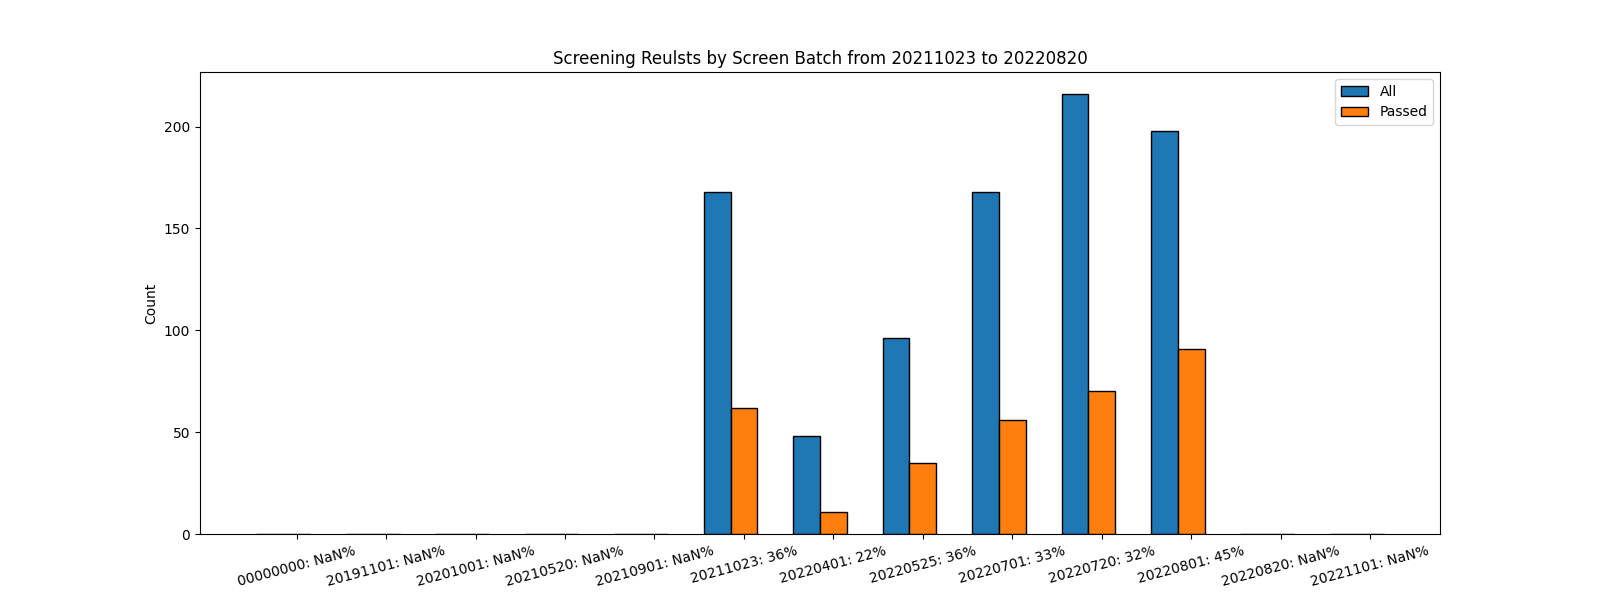 Screening Reulsts by Screen Batch from 20211023 to 20220820
All
Passed
Count
200
150
100
50
0
00000000: NaN%
20191101: NaN%
20201001: NaN%
20210520: NaN%
20210901: NaN%
20211023: 36%
20220401: 22%
20220525: 36%
20220701: 33%
20220720: 32%
20220801: 45%
20220820: NaN%
20221101: NaN%